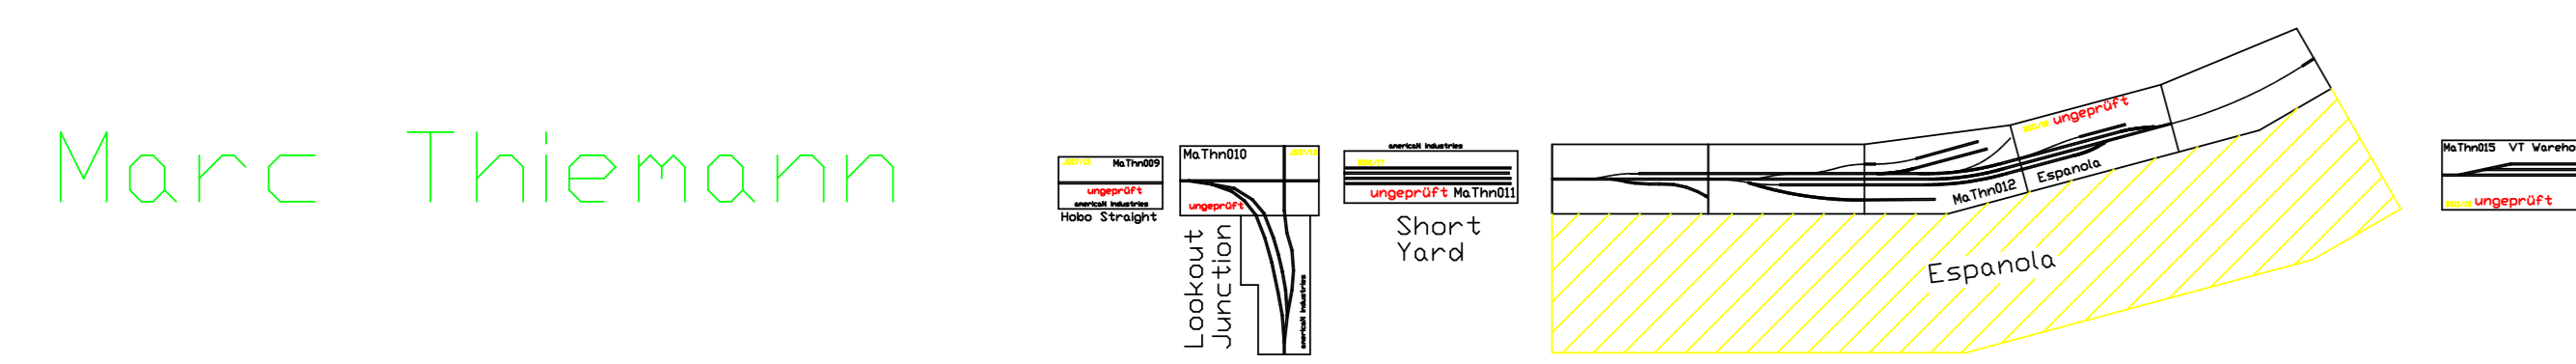 Marc Thiemann
MaThn009
ungeprüft
americaN Industries
Hobo Straight
MaThn010
ungeprüft
Lookout
Junction
americaN Industries
americaN Industries
ungeprüft MaThn011
Short
Yard
ungeprüft
MaThn012
Espanola
Espanola
MaThn015 VT Wareho
ungeprüft